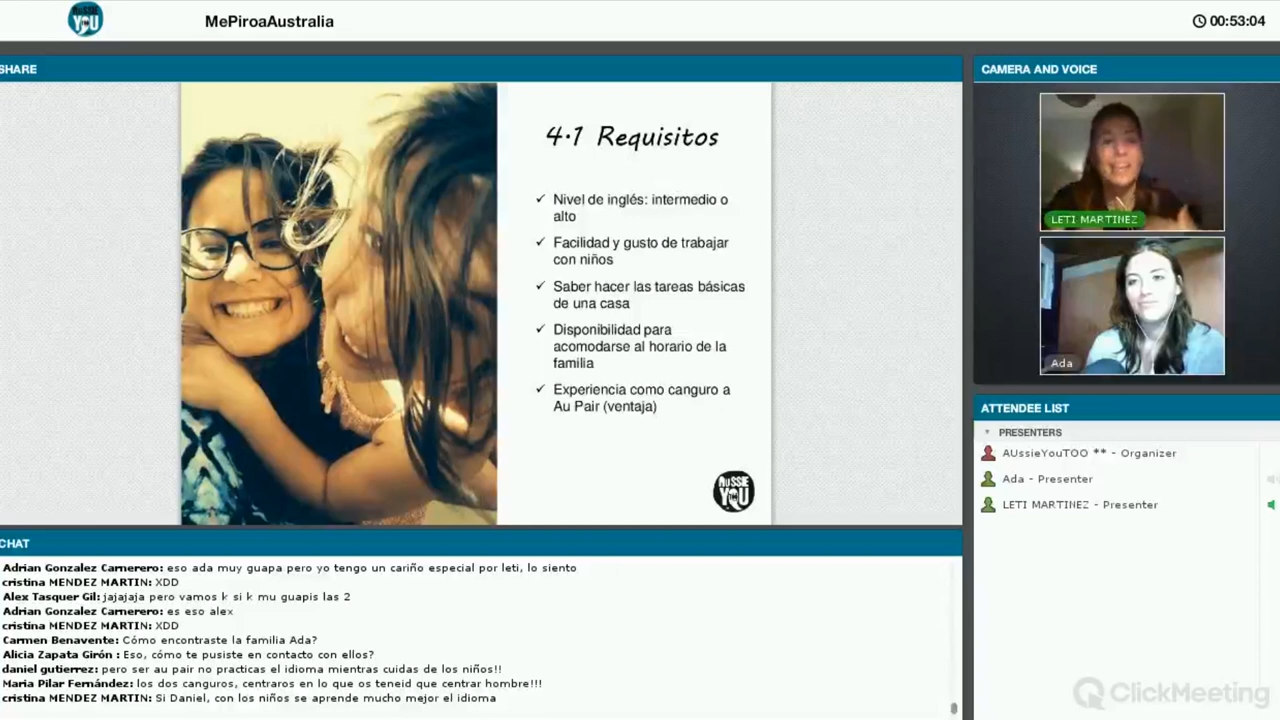 AUSSIE
YOU
TOO
MePiroaAustralia
00:53:04
SHARE
4.1 Requisitos
✓ Nivel de inglés: intermedio o
alto
✓ Facilidad y gusto de trabajar
con niños
✓ Saber hacer las tareas básicas
de una casa
✓ Disponibilidad para
acomodarse al horario de la
familia
✓ Experiencia como canguro a
Au Pair (ventaja)
AUSSIE
YOU
TOO
CAMERA AND VOICE
LETI MARTINEZ
Ada
ATTENDEE LIST
PRESENTERS
AUssieYouTOO ** - Organizer
Ada - Presenter
LETI MARTINEZ - Presenter
CHAT
Adrian Gonzalez Carnerero: eso ada muy guapa pero yo tengo un cariño especial por leti, lo siento
cristina MENDEZ MARTIN: XDD
Alex Tasquer Gil: jajajaja pero vamos k si k mu guapis las 2
Adrian Gonzalez Carnerero: es eso alex
cristina MENDEZ MARTIN: XDD
Carmen Benavente: Cómo encontraste la familia Ada?
Alicia Zapata Girón : Eso, cómo te pusiste en contacto con ellos?
daniel gutierrez: pero ser au pair no practicas el idioma mientras cuidas de los niños!!
Maria Pilar Fernández: los dos canguros, centraros en lo que os teneid que centrar hombre!!!
cristina MENDEZ MARTIN: Si Daniel, con los niños se aprende mucho mejor el idioma
ClickMeeting